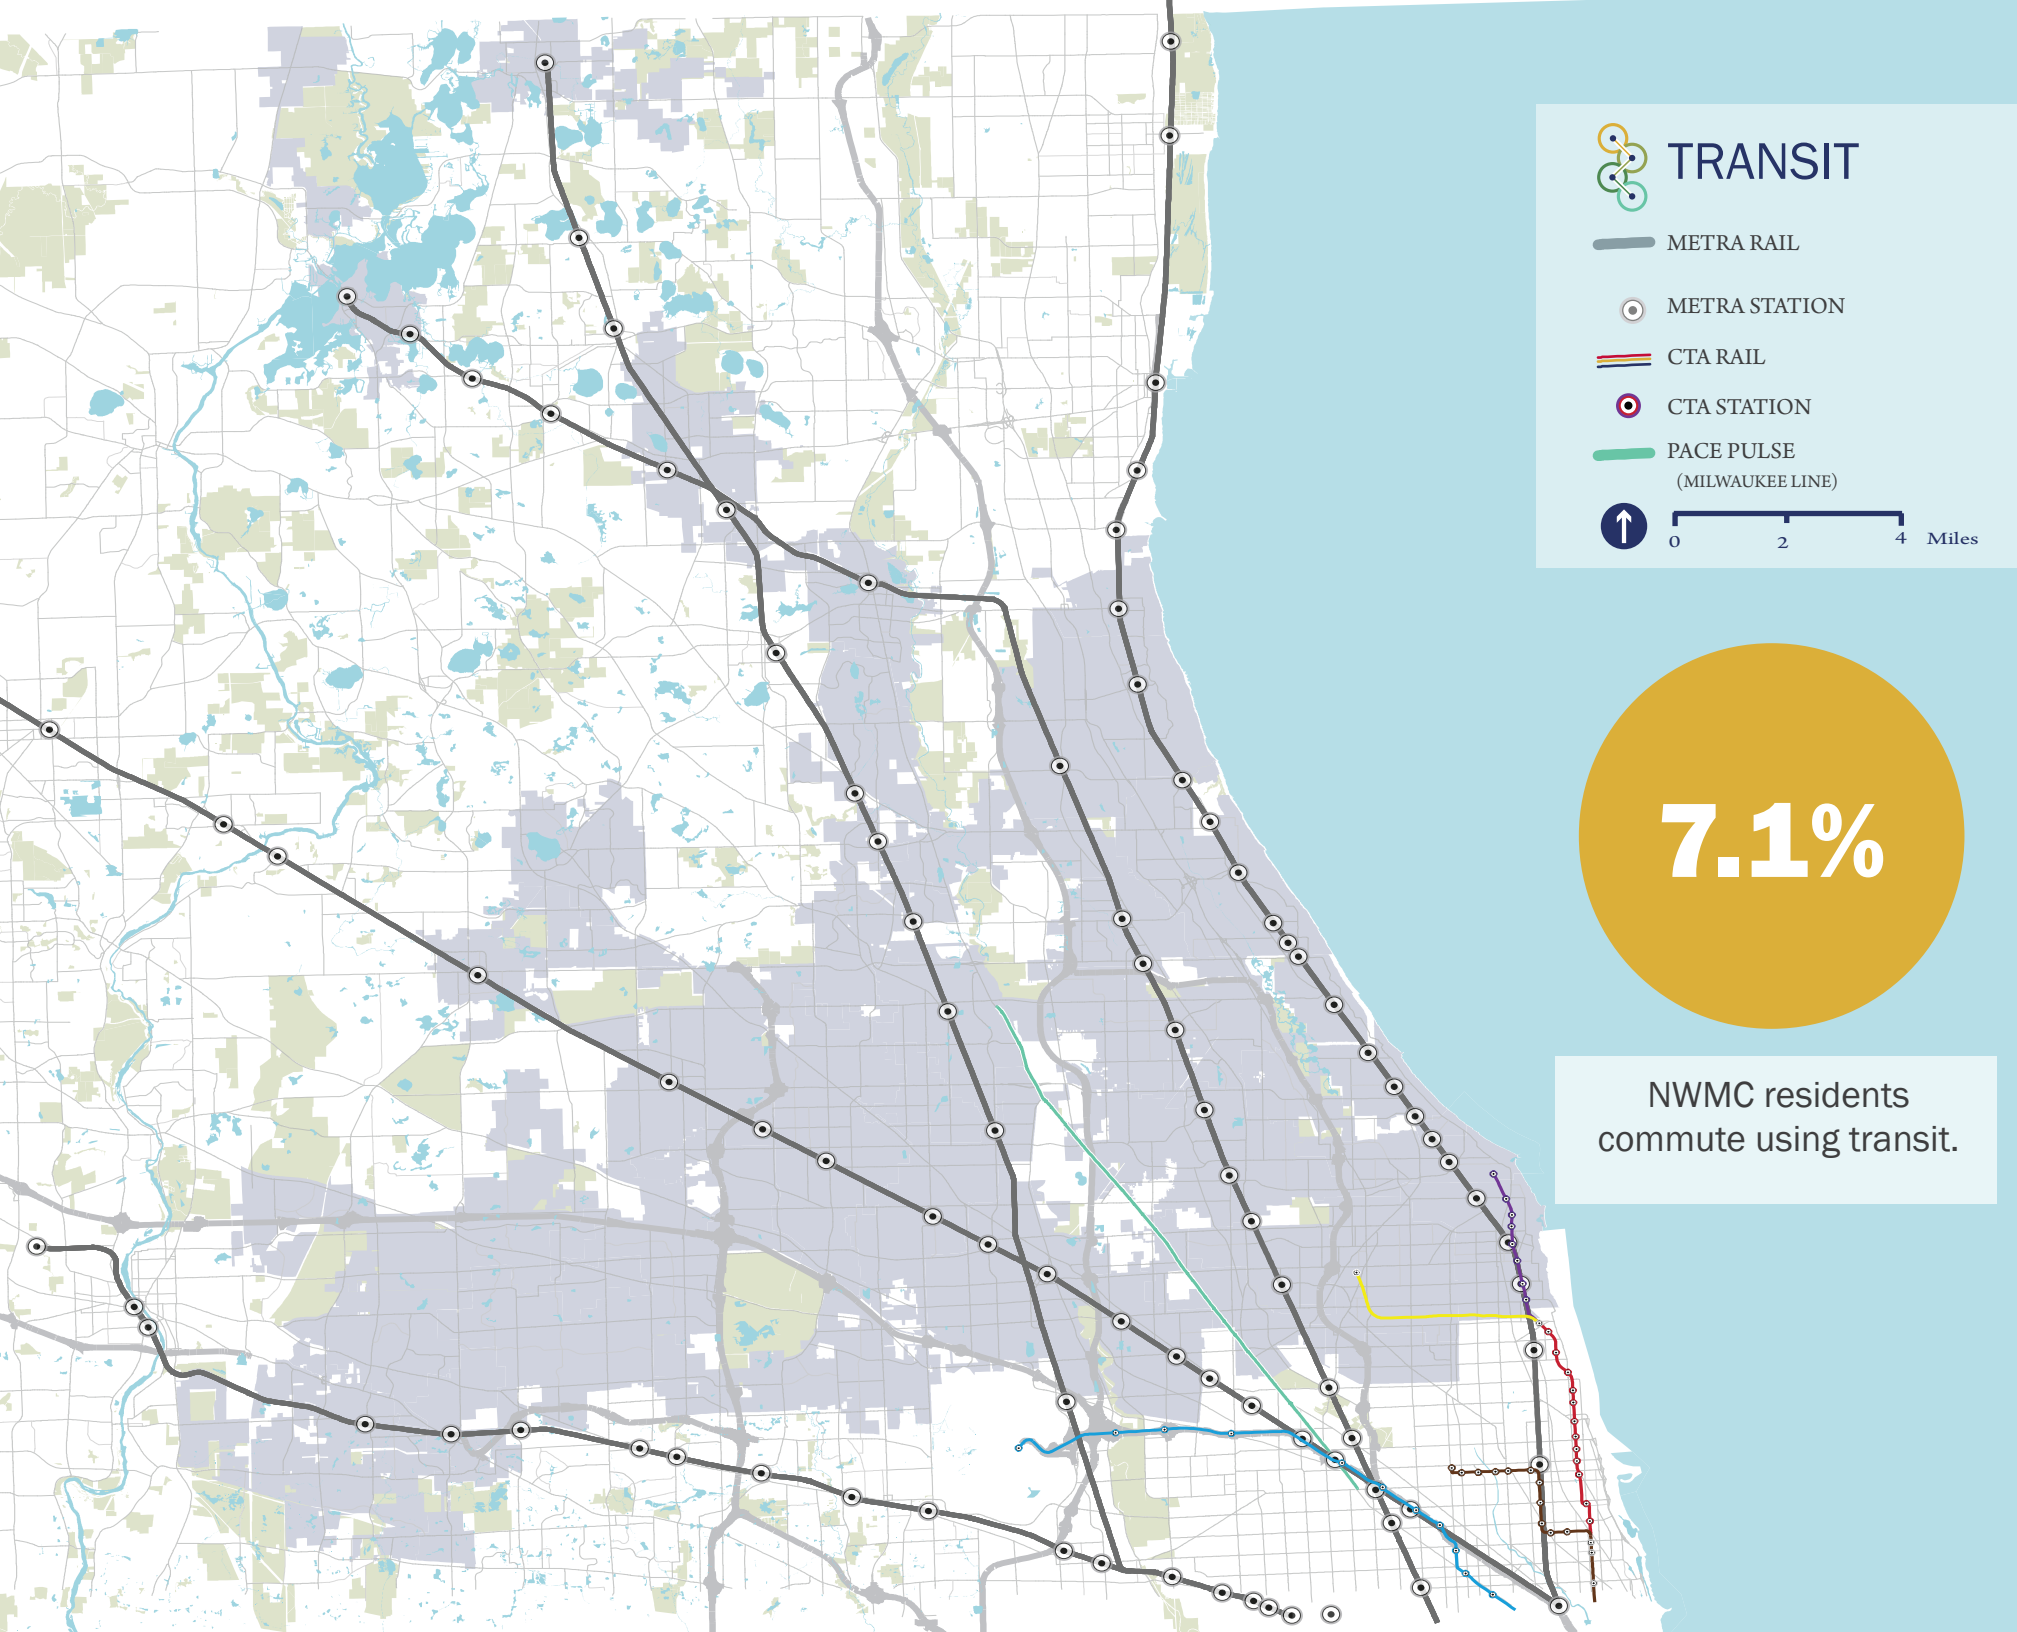 TRANSIT
METRA RAIL
METRA STATION
CTA RAIL
CTA STATION
PACE PULSE
(MILWAUKEE LINE)
0 2 4 Miles
7.1%
NWMC residents
commute using transit.